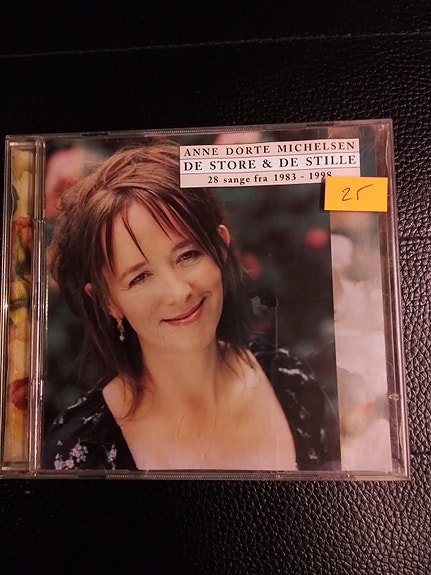 ANNE DORTE MICHELSEN
DE STORE & DE STILLE
28 sange fra 1983 - 1998
25